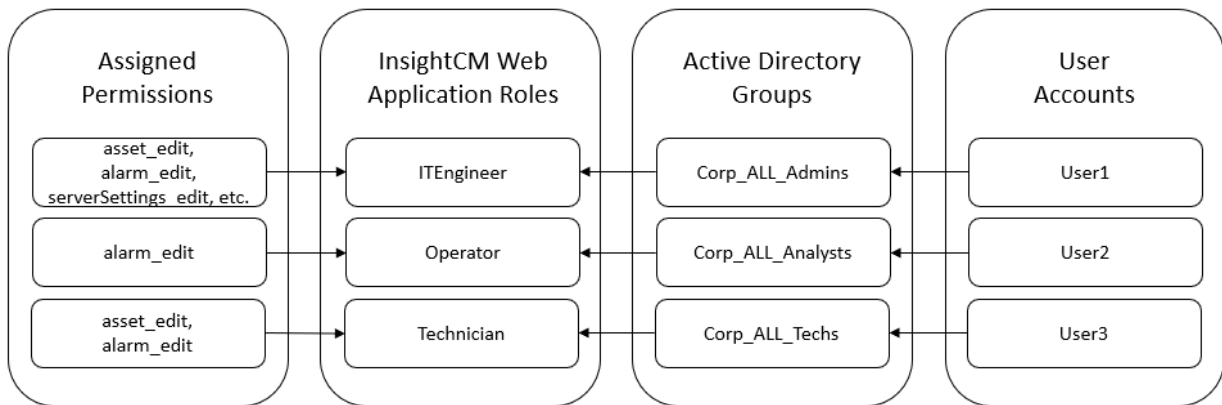 Assigned
Permissions
asset_edit,
alarm_edit,
serverSettings_edit, etc.
alarm_edit
asset_edit,
alarm_edit
InsightCM Web
Application Roles
ITEngineer
Operator
Technician
Active Directory
Groups
Corp_ALL_Admins
Corp_ALL_Analysts
Corp_ALL_Techs
User
Accounts
User1
User2
User3